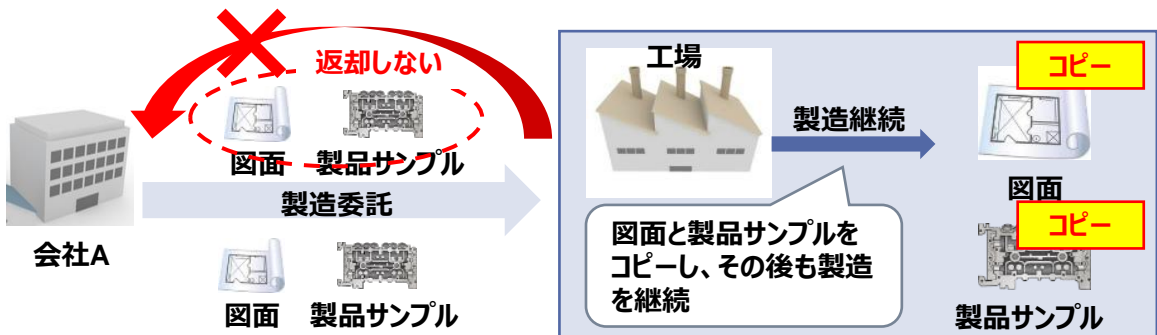 返却しない
図面 製品サンプル
製造委託
会社A
図面 製品サンプル
工場
製造継続
図面と製品サンプルを
コピーし、その後も製造
を継続
コピー
図面
コピー
製品サンプル